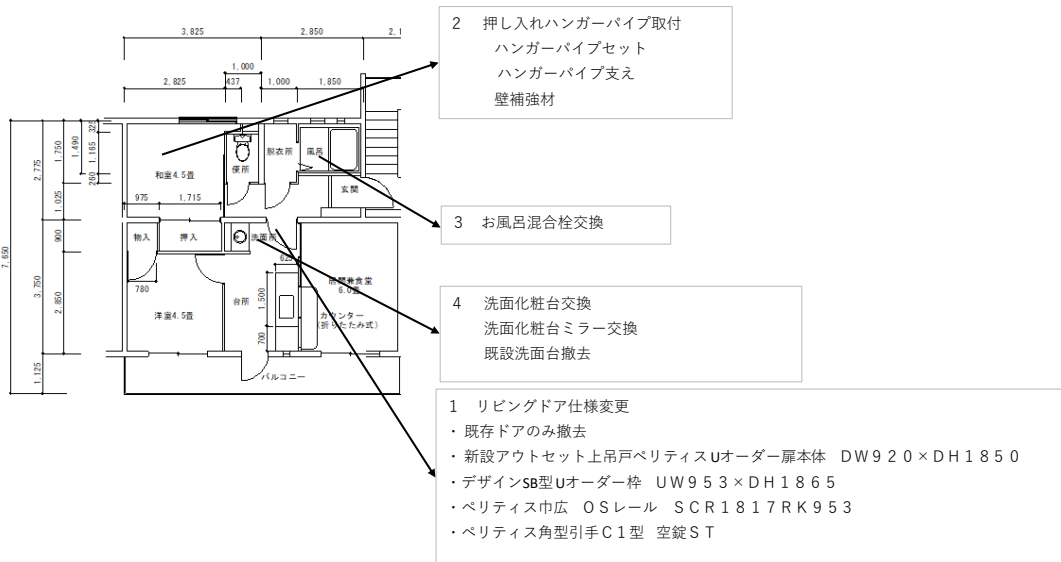 3,825
2,850
2,1
1,000
2,825
437
1,000
1,850
7,650
2,775
1,750
1,490
325
1,165
260
1,025
900
3,750
2,850
1,125
和室4.5畳
便所
脱衣所
風呂
玄関
975
1,715
物入
押入
洗面所
625
780
台所
1,500
居間兼食堂
6.0畳
洋室4.5畳
カウンター
(折りたたみ式)
700
バルコニー
2 押し入れハンガーパイプ取付
ハンガーパイプセット
ハンガーパイプ支え
壁補強材
3 お風呂混合栓交換
4 洗面化粧台交換
洗面化粧台ミラー交換
既設洗面台撤去
1 リビングドア仕様変更
・既存ドアのみ撤去
・新設アウトセット上吊戸ペリティスUオーダー扉本体 DW920×DH1850
・デザインSB型Uオーダー枠 UW953×DH1865
・ペリティス巾広 OSレール SCR1817RK953
・ペリティス角型引手C1型 空錠ST